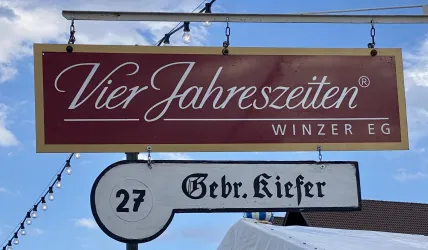 Vier Jahreszeiten®
WINZER EG
27 Gebr. Kiefer